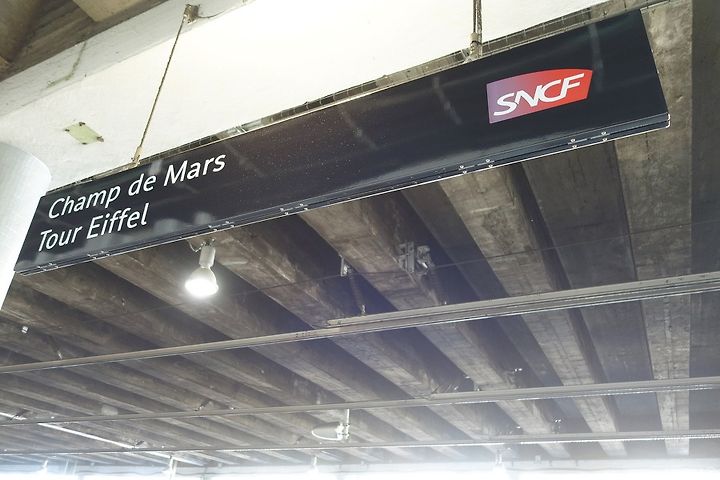 Champ de Mars
Tour Eiffel
SNCF